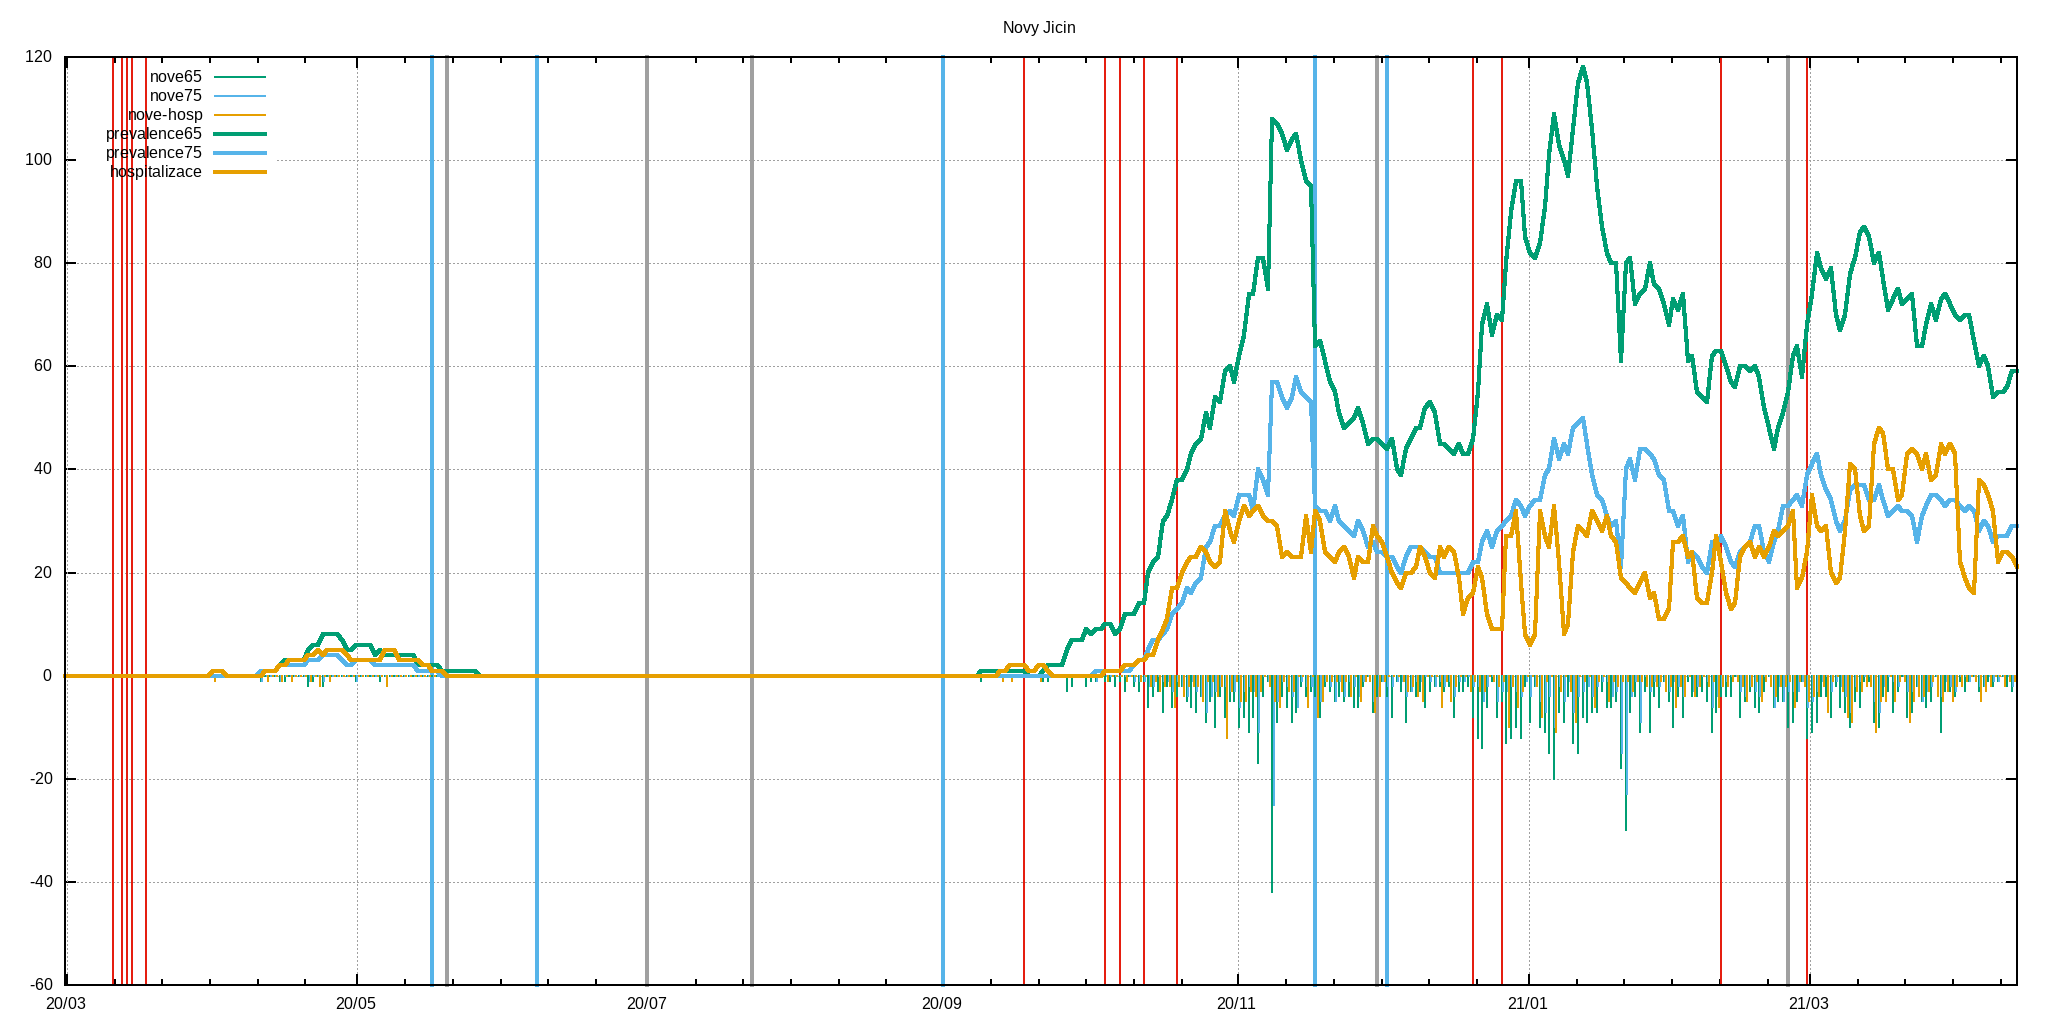 Novy Jicin
120
100
80
60
40
20
0
-20
-40
-60
nove65
nove75
nove-hosp
prevalence65
prevalence75
hospitalizace
20/03 20/05 20/07 20/09 20/11 21/01 21/03